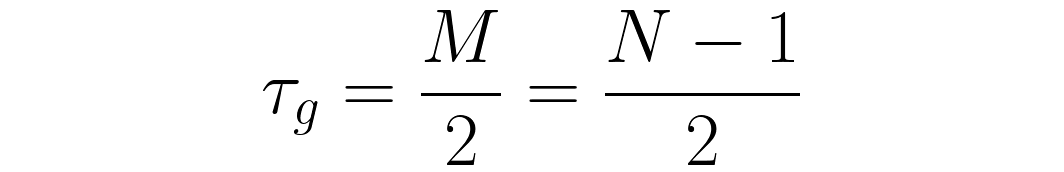 τ_g = M/2 = (N − 1)/2